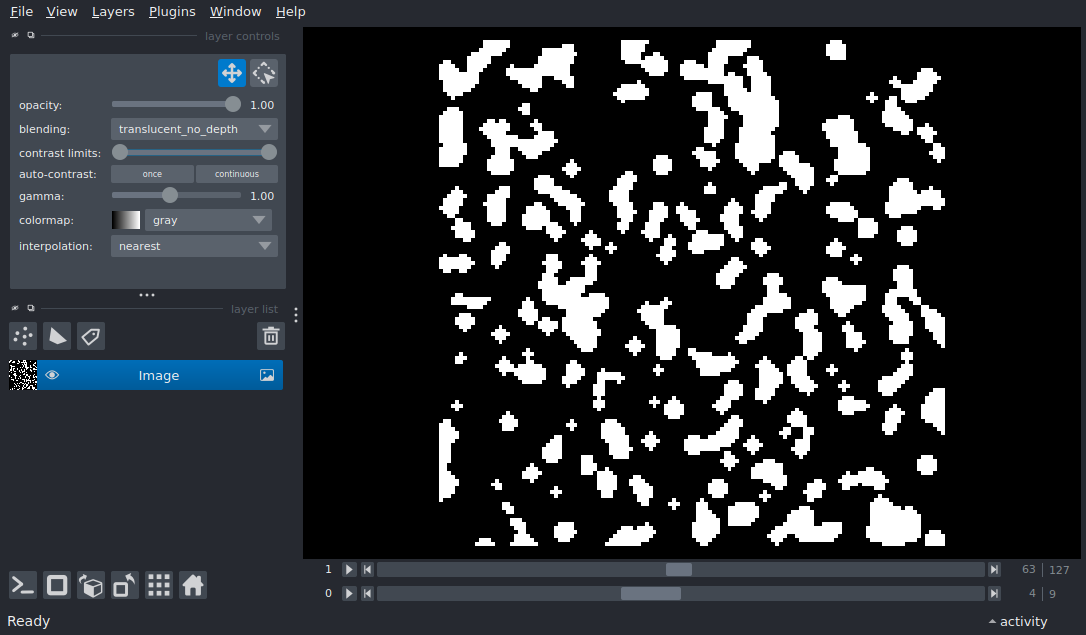 File View Layers Plugins Window Help
layer controls
opacity: 1.00
blending: translucent_no_depth
contrast limits:
auto-contrast: once continuous
gamma: 1.00
colormap: gray
interpolation: nearest
layer list
Image
1 63 127
0 4 9
Ready activity